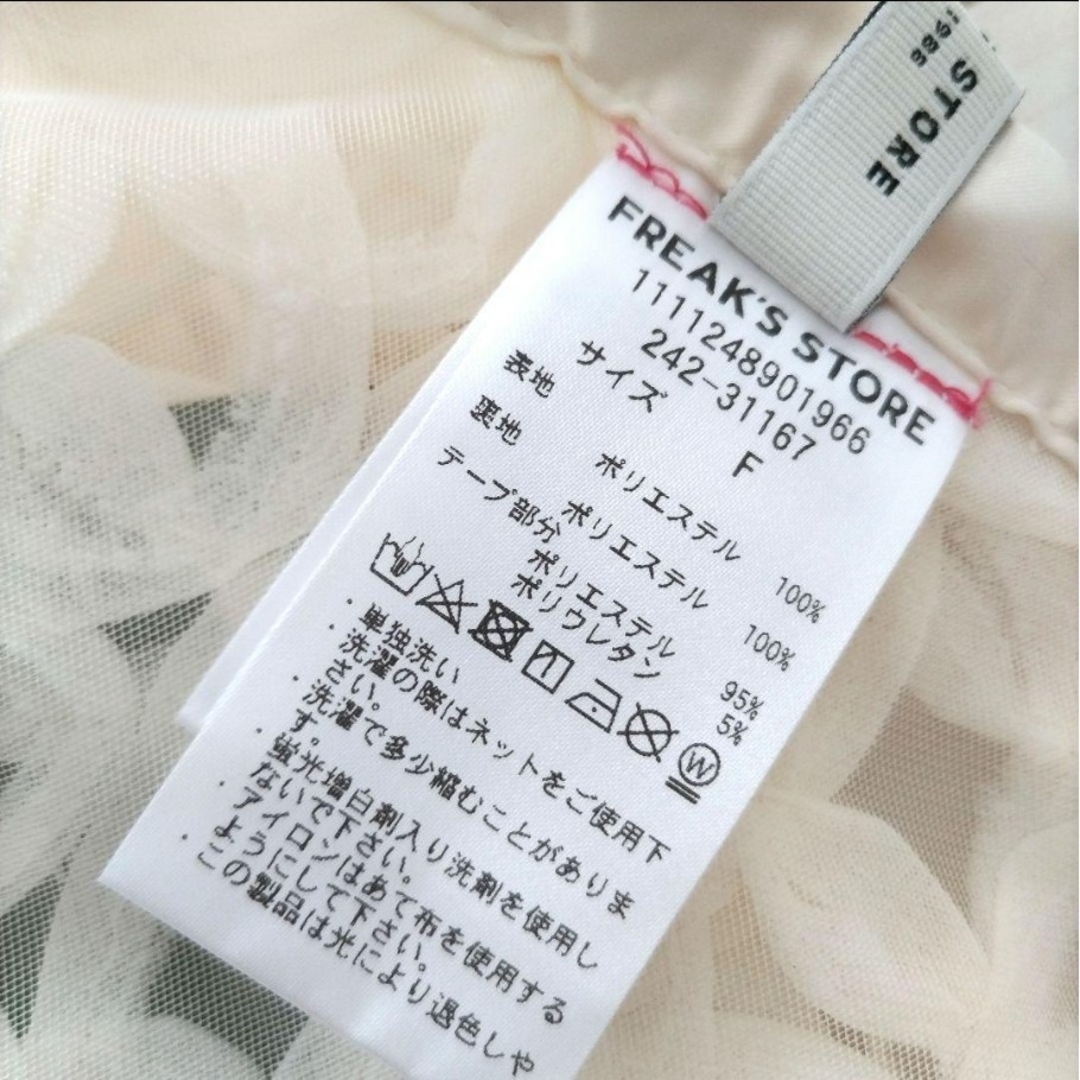 1988
STORE
FREAK'S STORE
1111248901966
242-31167
サイズ F
表地 ポリエステル 100%
裏地 ポリエステル 100%
テープ部分 ポリエステル 95%
ポリウレタン 5%
W
・単独洗い
・洗濯の際はネットをご使用下
さい。
・洗濯で多少縮むことがありま
す。
・蛍光増白剤入り洗剤を使用し
ないで下さい。
・アイロンはあて布を使用する
ようにして下さい。
・この製品は光により退色しや